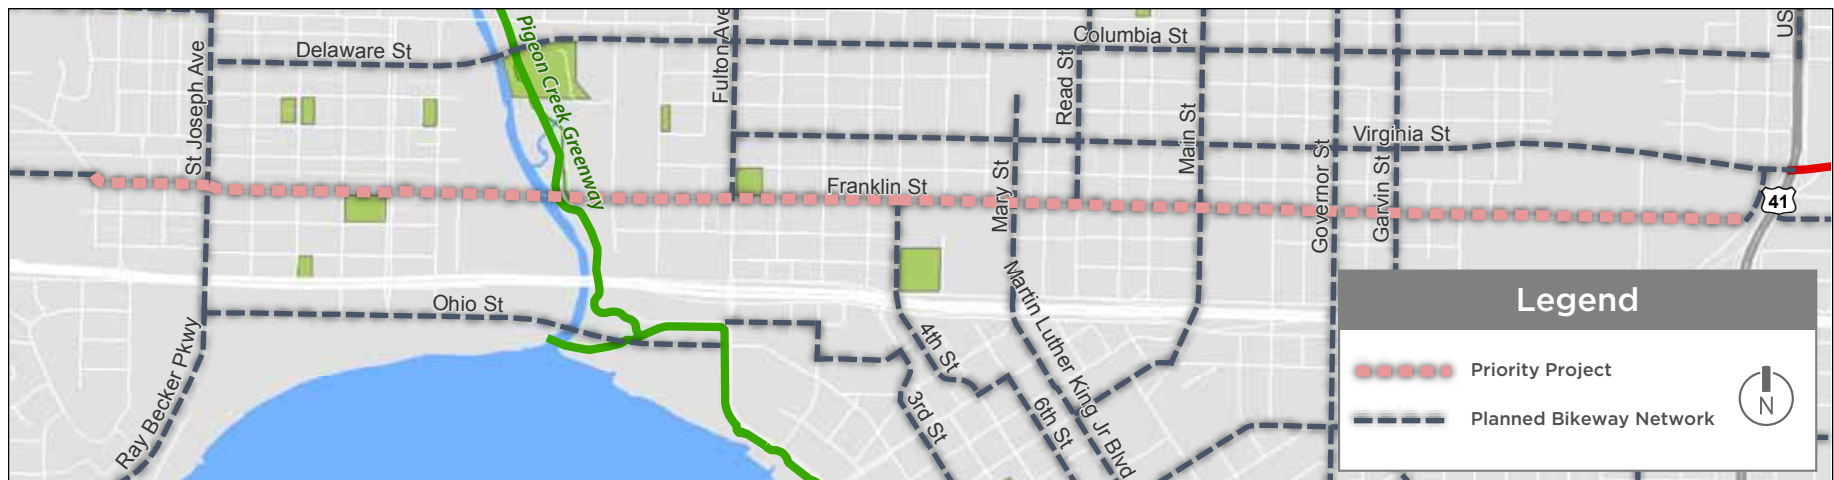 Delaware St
St Joseph Ave
Pigeon Creek Greenway
Fulton Ave
Columbia St
Read St
Main St
US
Virginia St
Governor St
Garvin St
Franklin St
Mary St
41
Ohio St
Ray Becker Pkwy
4th St
3rd St
6th St
Martin Luther King Jr Blvd
Legend
Priority Project
Planned Bikeway Network
N